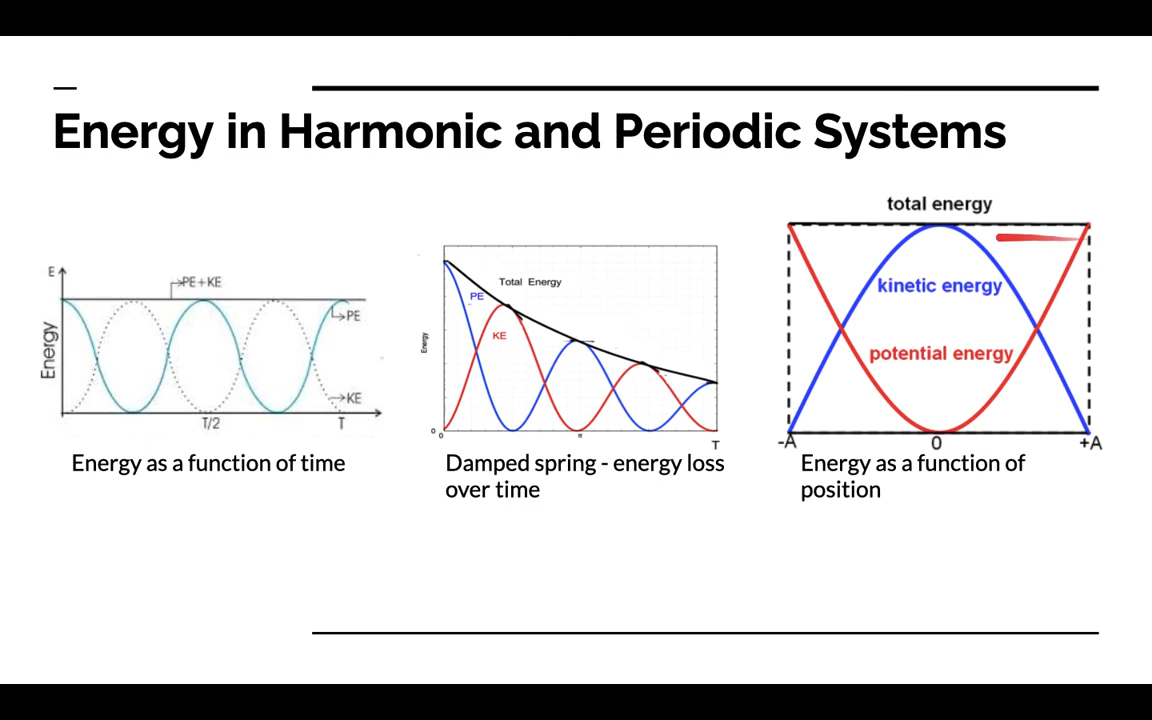 Energy in Harmonic and Periodic Systems
E
PE+KE
PE
KE
Energy
T/2
T
Energy as a function of time
Total Energy
PE
KE
Energy
0
0
π
T
Damped spring - energy loss
over time
total energy
kinetic energy
potential energy
-A
0
+A
Energy as a function of
position